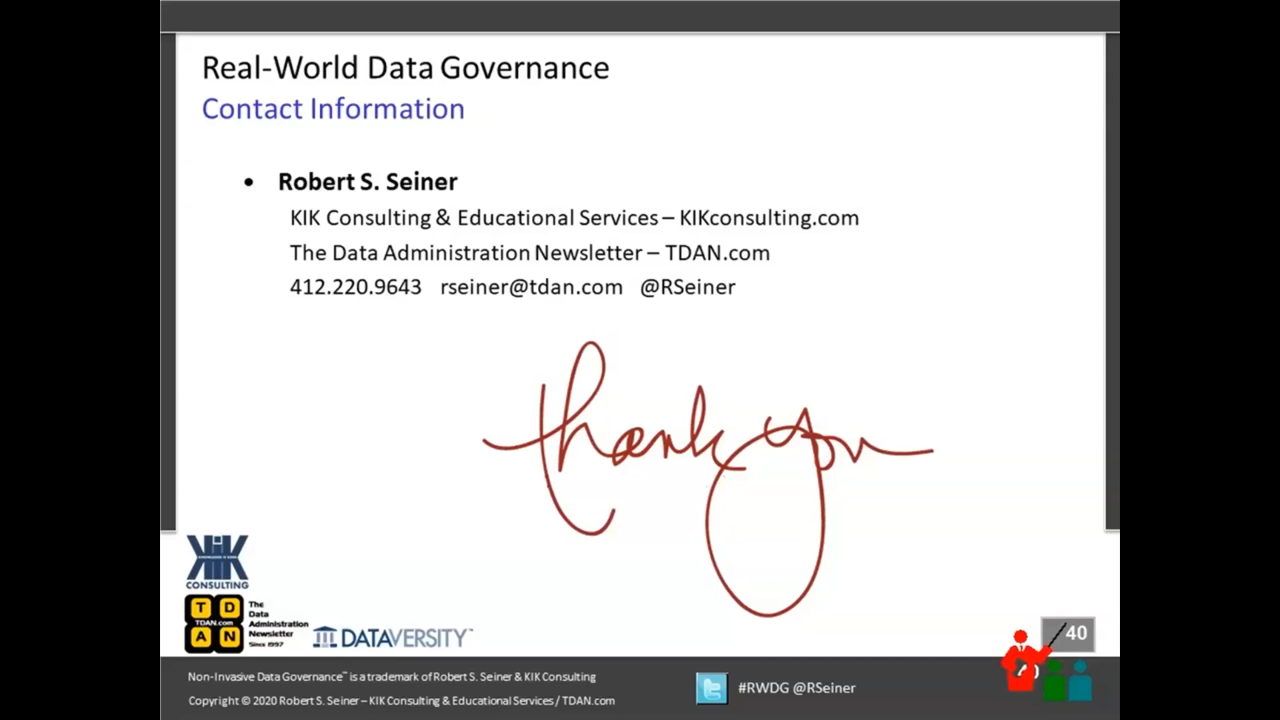 Real-World Data Governance
Contact Information
• Robert S. Seiner
KIK Consulting & Educational Services – KIKconsulting.com
The Data Administration Newsletter – TDAN.com
412.220.9643 rseiner@tdan.com @RSeiner
thank you
KIK
CONSULTING
T D
TDAN.com
A N
The
Data
Administration
Newsletter
Since 1997
DATAVERSITY™
40
Non-Invasive Data Governance™ is a trademark of Robert S. Seiner & KIK Consulting
Copyright © 2020 Robert S. Seiner – KIK Consulting & Educational Services / TDAN.com
#RWDG @RSeiner